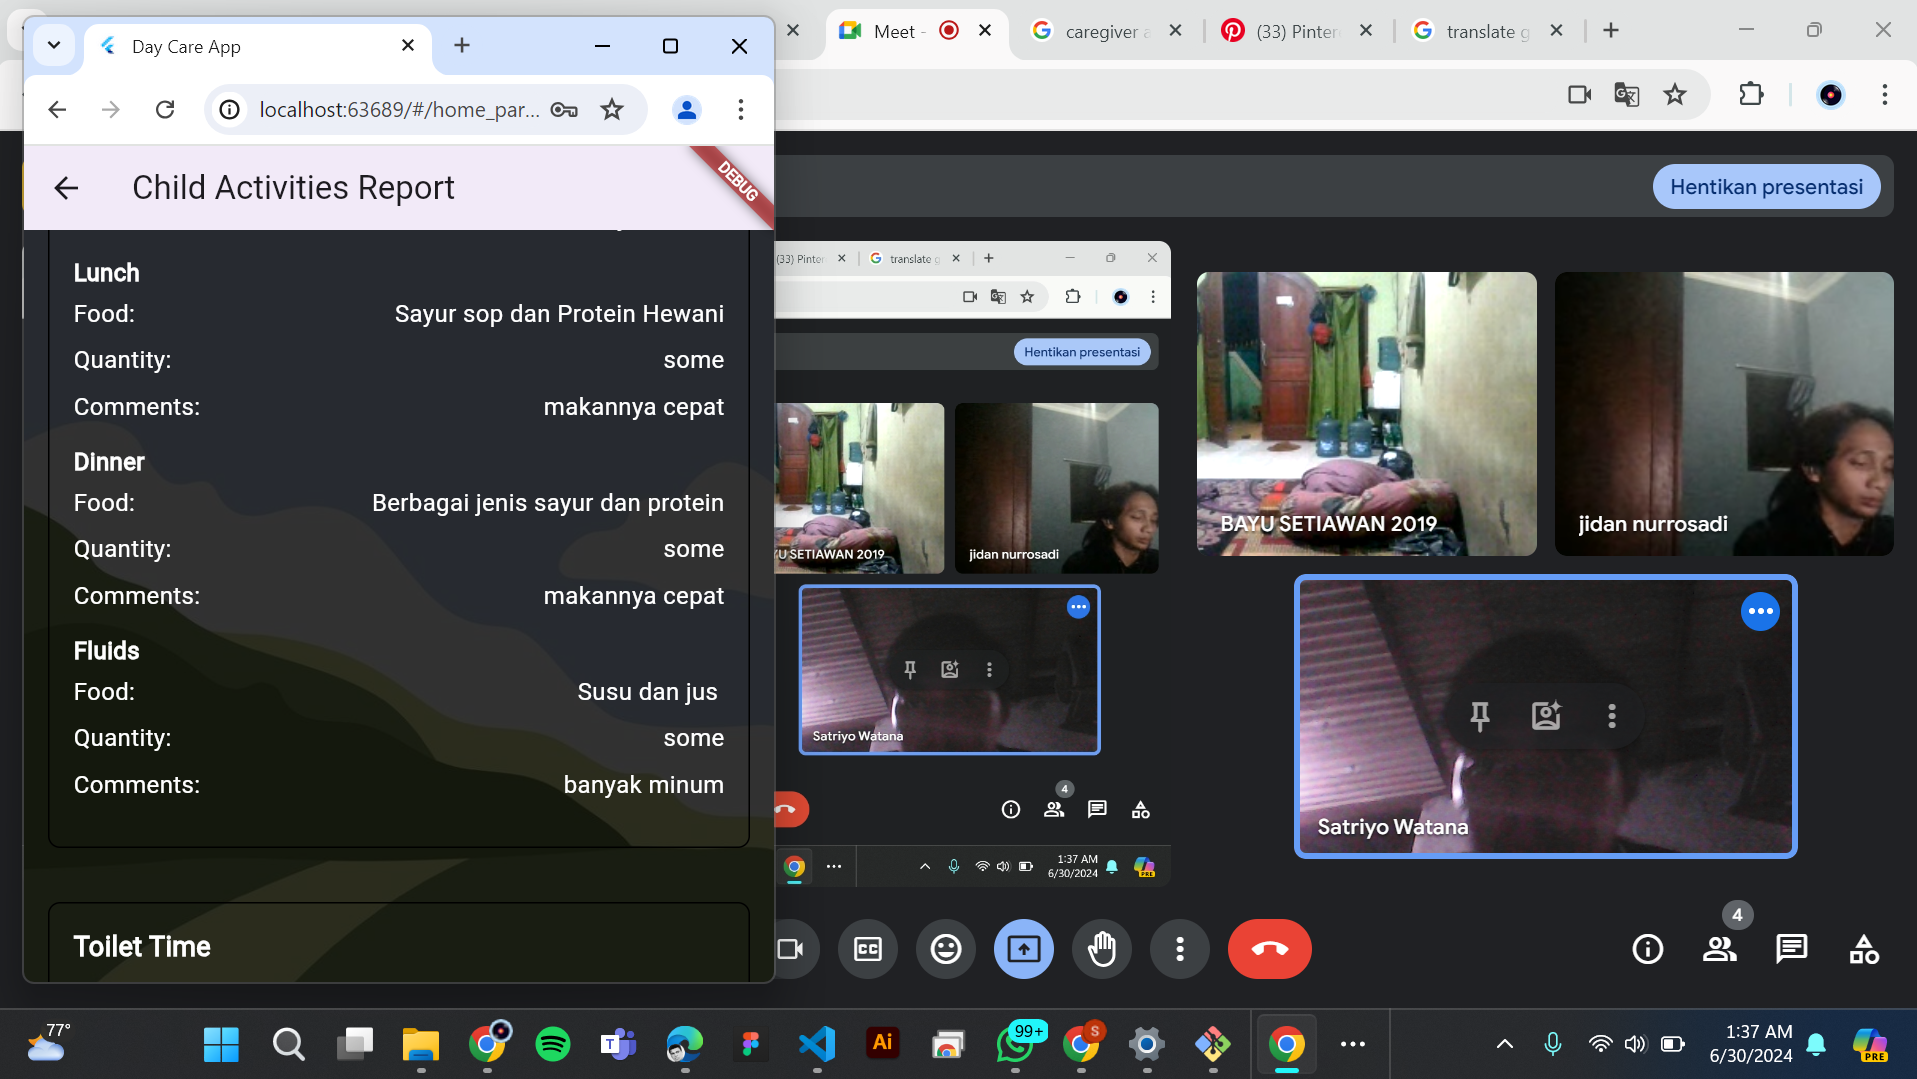 Day Care App
Meet -
caregiver a
(33) Pinter
translate g
localhost:63689/#/home_par...
Child Activities Report
DEBUG
Hentikan presentasi
Lunch
Food: Sayur sop dan Protein Hewani
Quantity: some
Comments: makannya cepat
Dinner
Food: Berbagai jenis sayur dan protein
Quantity: some
Comments: makannya cepat
Fluids
Food: Susu dan jus
Quantity: some
Comments: banyak minum
Toilet Time
(33) Pinter
translate g
Hentikan presentasi
U SETIAWAN 2019
jidan nurrosadi
Satriyo Watana
4
1:37 AM
6/30/2024
PRE
BAYU SETIAWAN 2019
jidan nurrosadi
Satriyo Watana
CC
4
77°
Ai
99+
S
1:37 AM
6/30/2024
PRE